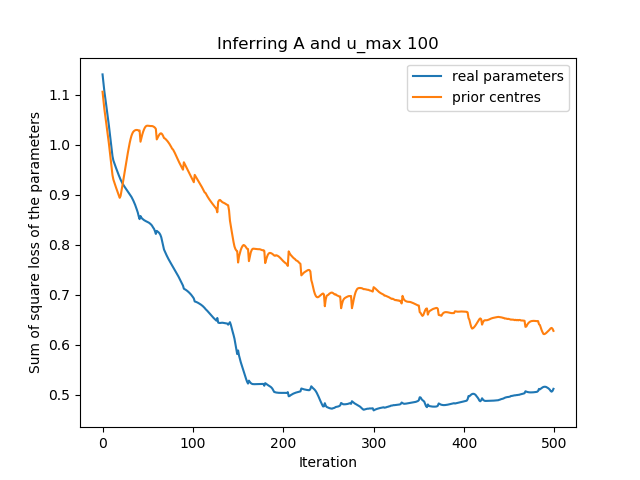 Inferring A and u_max 100
real parameters
prior centres
Sum of square loss of the parameters
1.1
1.0
0.9
0.8
0.7
0.6
0.5
0 100 200 300 400 500
Iteration